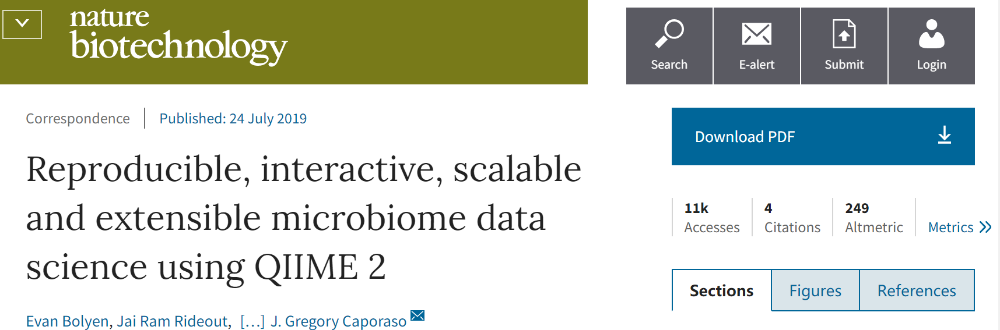 nature
biotechnology
Search
E-alert
Submit
Login
Correspondence
Published: 24 July 2019
Download PDF
Reproducible, interactive, scalable
and extensible microbiome data
science using QIIME 2
11k
Accesses
4
Citations
249
Altmetric
Metrics
Sections
Figures
References
Evan Bolyen, Jai Ram Rideout, […] J. Gregory Caporaso